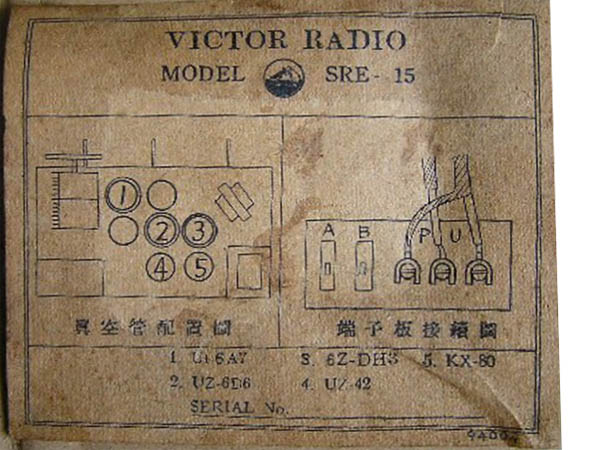 VICTOR RADIO
MODEL SRE-15
1
2 3
4 5
A B P U
真空管配置圖
端子板接續圖
1. Ut-6A7 3. 6Z-DH3 5. KX-80
2. UZ-6D6 4. UZ-42
SERIAL No.